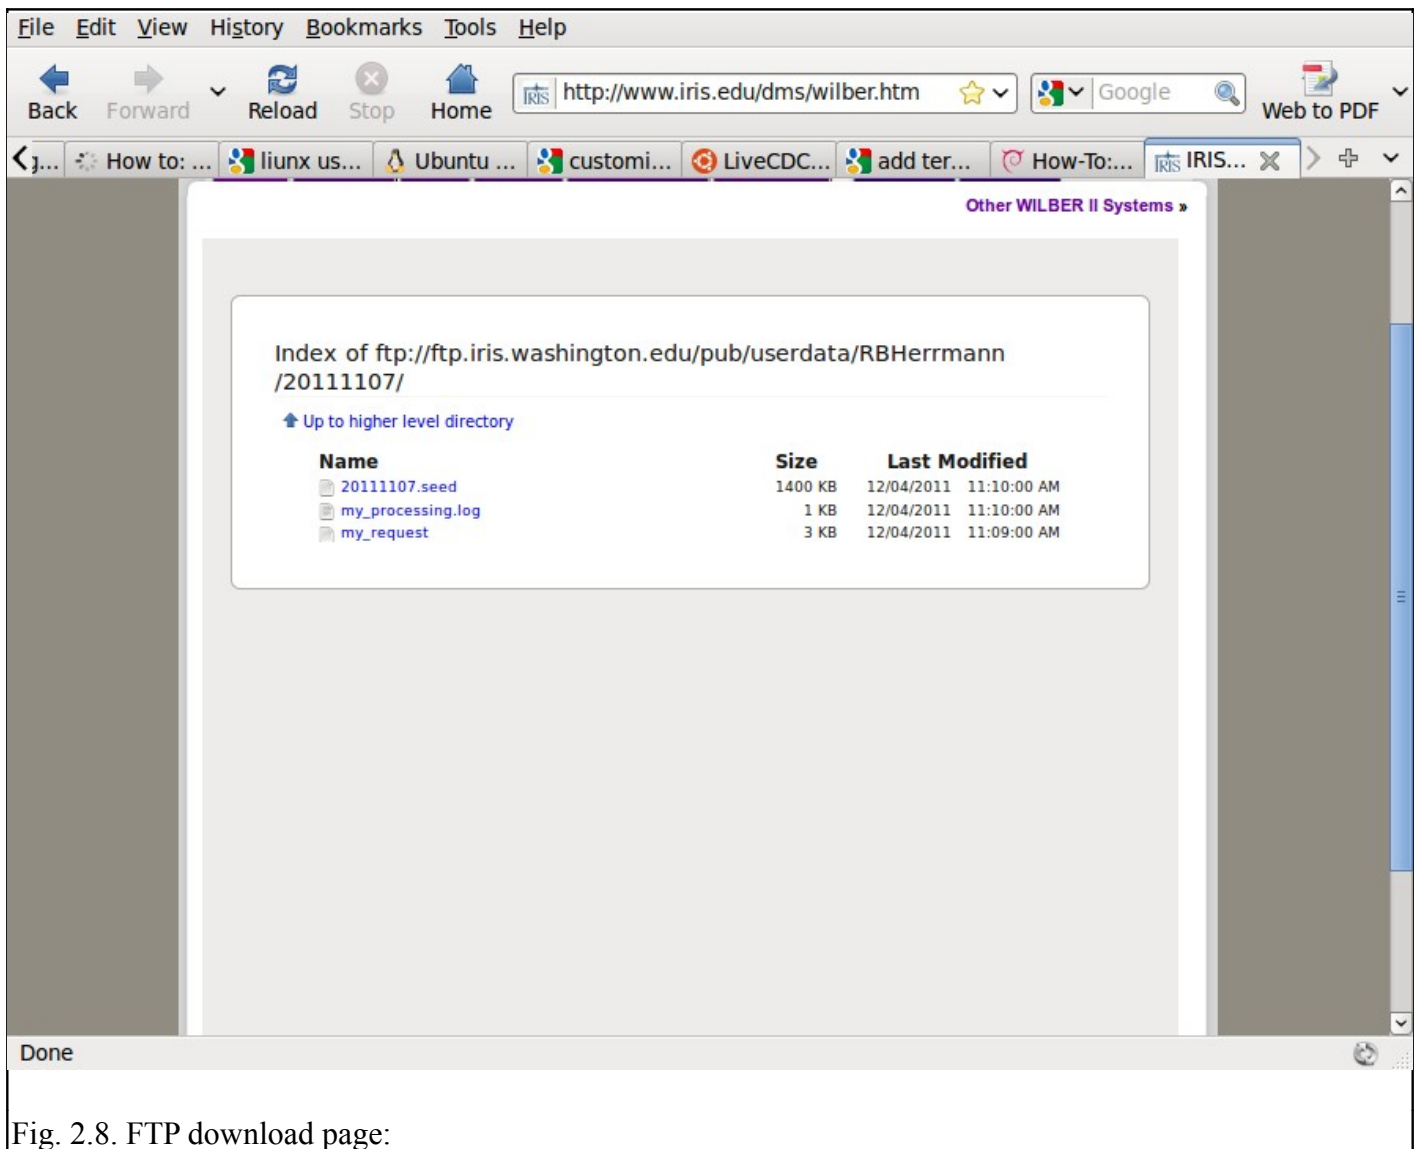 File Edit View History Bookmarks Tools Help
Back Forward Reload Stop Home IRIS http://www.iris.edu/dms/wilber.htm Google Web to PDF
g... How to: ... liunx us... Ubuntu ... customi... LiveCDC... add ter... How-To:... IRIS IRIS...
Other WILBER II Systems »
Index of ftp://ftp.iris.washington.edu/pub/userdata/RBHerrmann
/20111107/
Up to higher level directory
Name Size Last Modified
20111107.seed 1400 KB 12/04/2011 11:10:00 AM
my_processing.log 1 KB 12/04/2011 11:10:00 AM
my_request 3 KB 12/04/2011 11:09:00 AM
Done
Fig. 2.8. FTP download page: